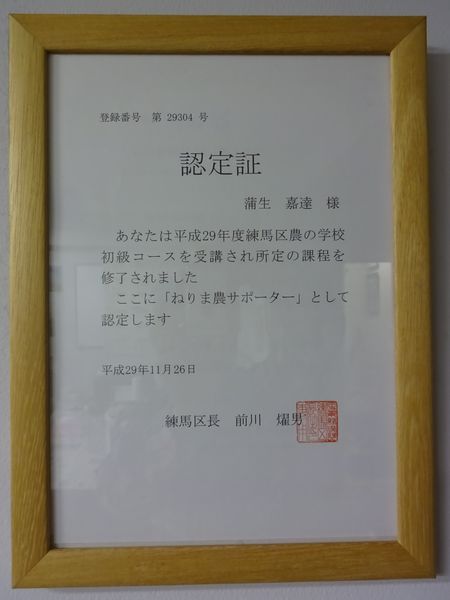 登録番号　第 29304 号
認定証
蒲生　嘉達　様
あなたは平成29年度練馬区農の学校
初級コースを受講され所定の課程を
修了されました
ここに「ねりま農サポーター」として
認定します
平成29年11月26日
練馬区長　前川　燿男